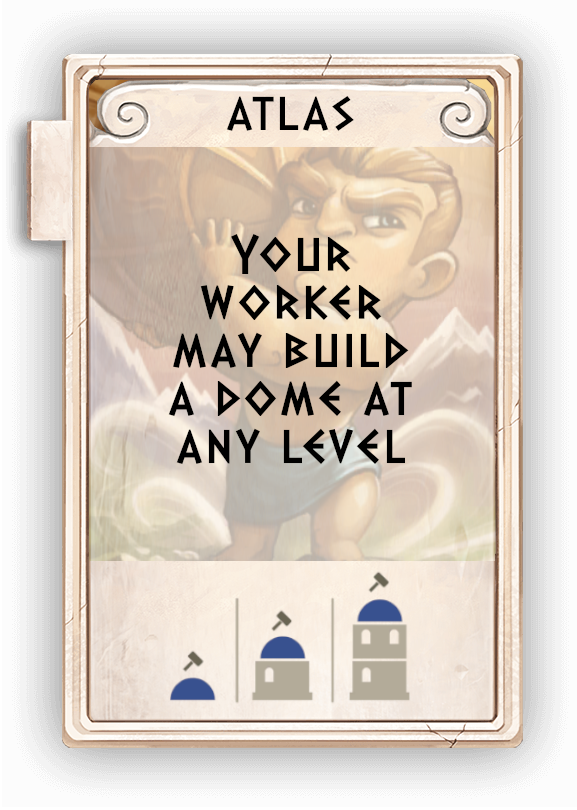 ATLAS
YOUR
WORKER
MAY BUILD
A DOME AT
ANY LEVEL